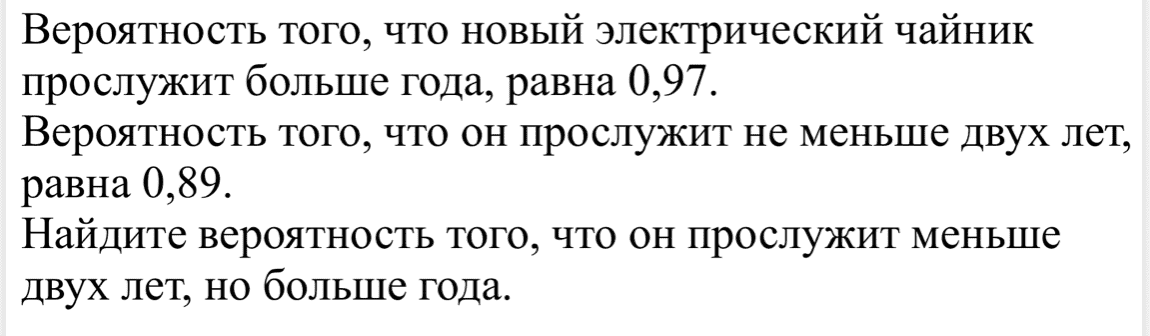 Вероятность того, что новый электрический чайник
прослужит больше года, равна 0,97.
Вероятность того, что он прослужит не меньше двух лет,
равна 0,89.
Найдите вероятность того, что он прослужит меньше
двух лет, но больше года.